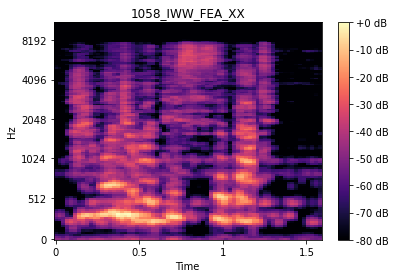 1058_IWW_FEA_XX
+0 dB
8192
-10 dB
4096
-20 dB
-30 dB
2048
Hz
-40 dB
1024
-50 dB
512
-60 dB
-70 dB
0
-80 dB
0
0.5
1
1.5
Time